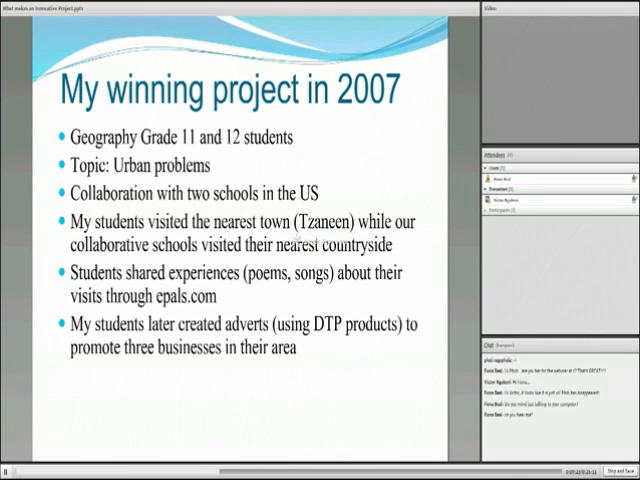 What makes an Innovative Project.pptx
Video
My winning project in 2007
Geography Grade 11 and 12 students
Topic: Urban problems
Collaboration with two schools in the US
My students visited the nearest town (Tzaneen) while our
collaborative schools visited their nearest countryside
Students shared experiences (poems, songs) about their
visits through epals.com
My students later created adverts (using DTP products) to
promote three businesses in their area
Attendees
Chat
Stop and Save